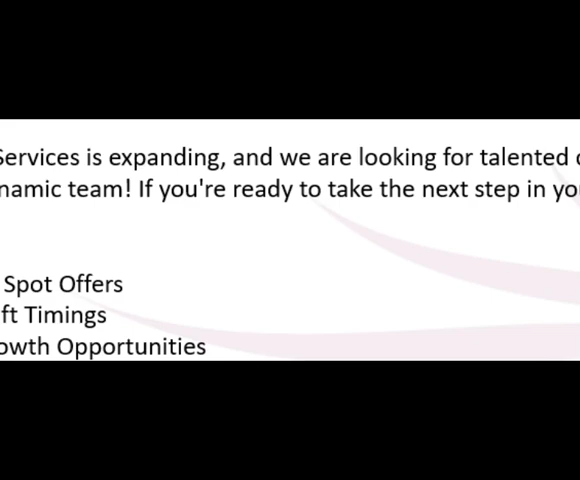 Services is expanding, and we are looking for talented
namic team! If you're ready to take the next step in yo
Spot Offers
ft Timings
owth Opportunities